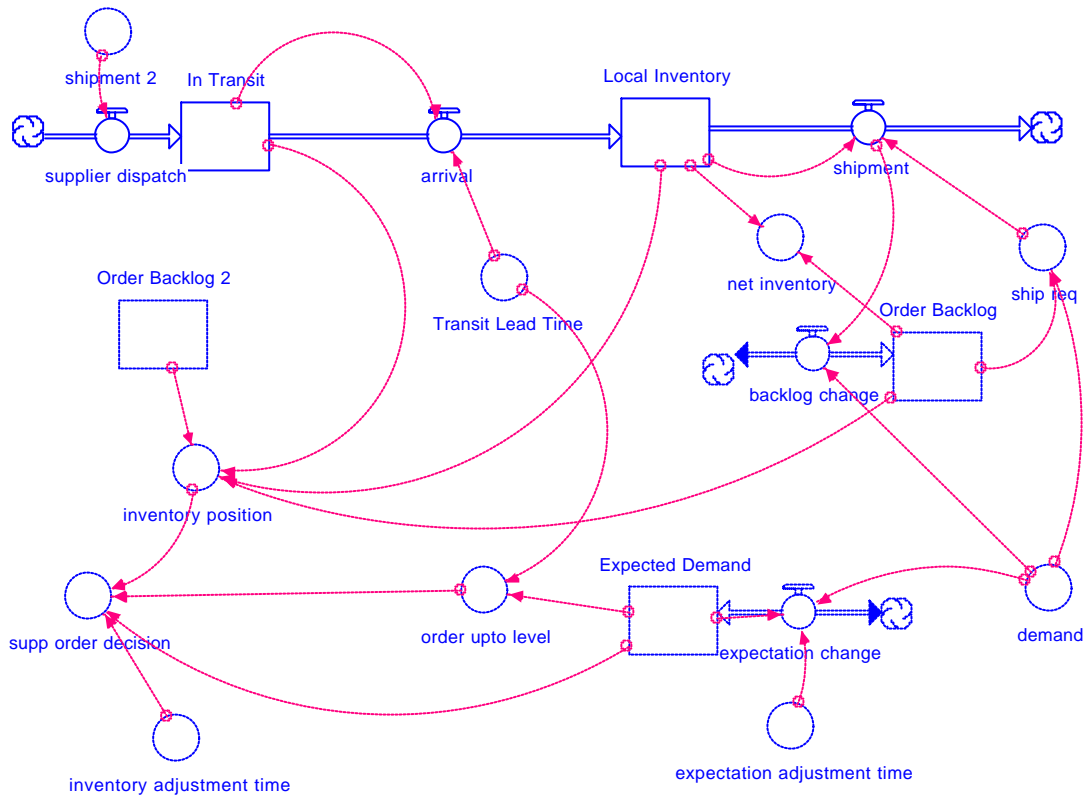 shipment 2
In Transit
Local Inventory
supplier dispatch
arrival
shipment
Order Backlog 2
Transit Lead Time
net inventory
ship req
Order Backlog
backlog change
inventory position
Expected Demand
supp order decision
order upto level
expectation change
demand
inventory adjustment time
expectation adjustment time